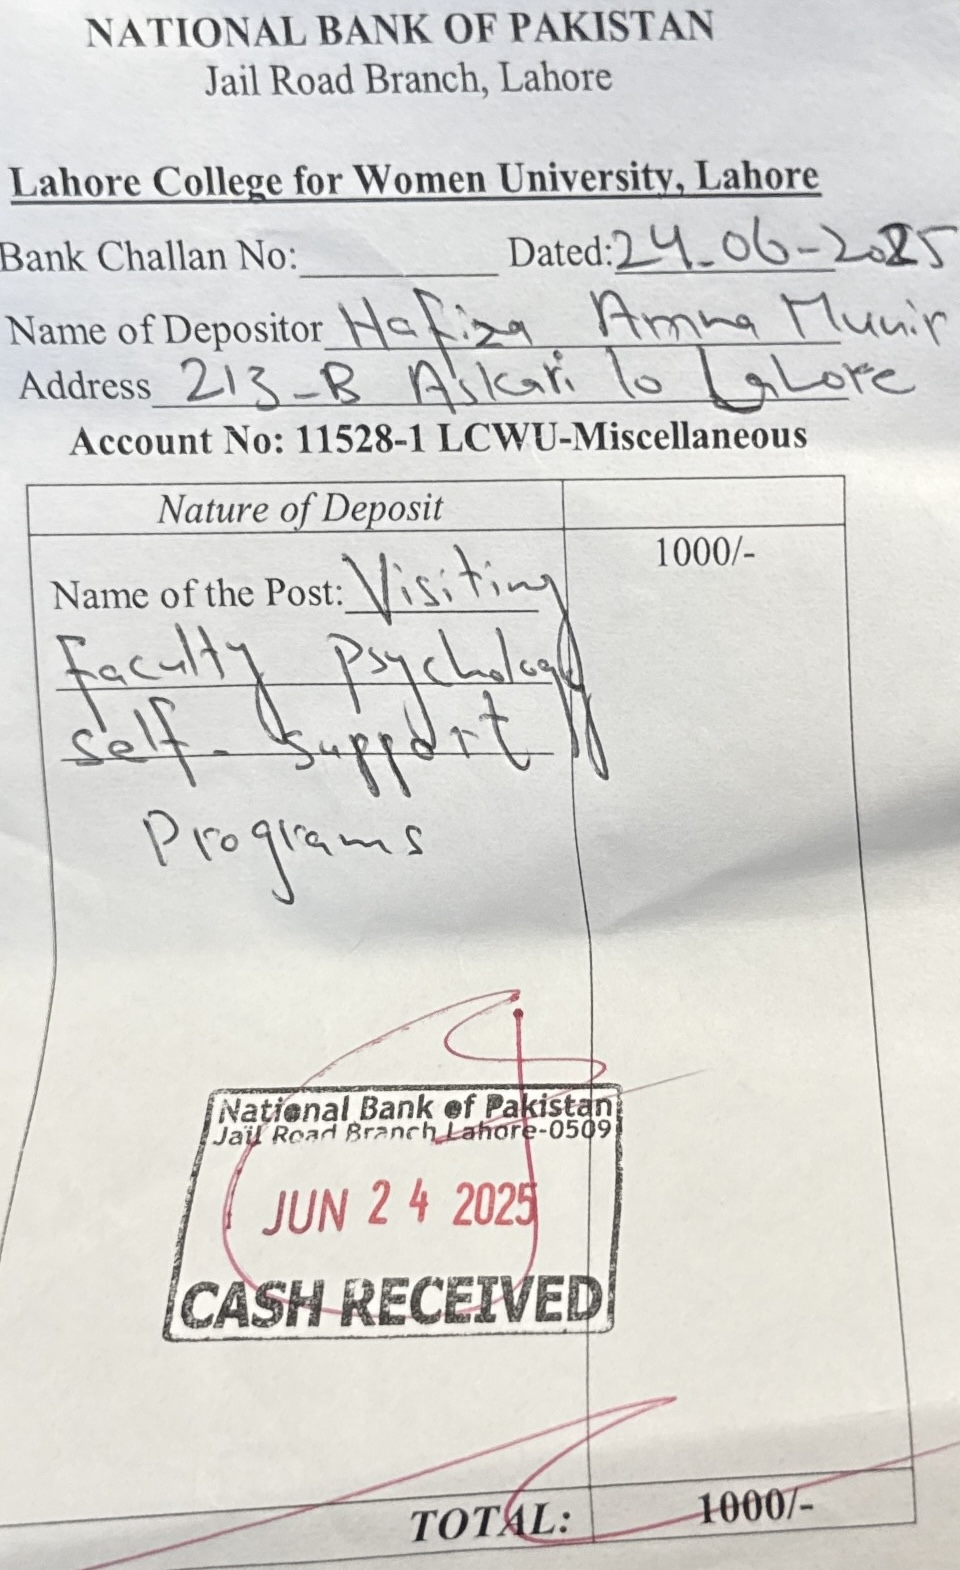 NATIONAL BANK OF PAKISTAN
Jail Road Branch, Lahore
Lahore College for Women University, Lahore
Bank Challan No:__________ Dated: 24-06-2025
Name of Depositor Hafiza Amna Munir
Address 213-B Askari 10 Lahore
Account No: 11528-1 LCWU-Miscellaneous
Nature of Deposit
Name of the Post: Visiting 1000/-
Faculty Psychology
self-support
Programs
National Bank of Pakistan
Jail Road Branch Lahore-0509
JUN 24 2025
CASH RECEIVED
TOTAL: 1000/-